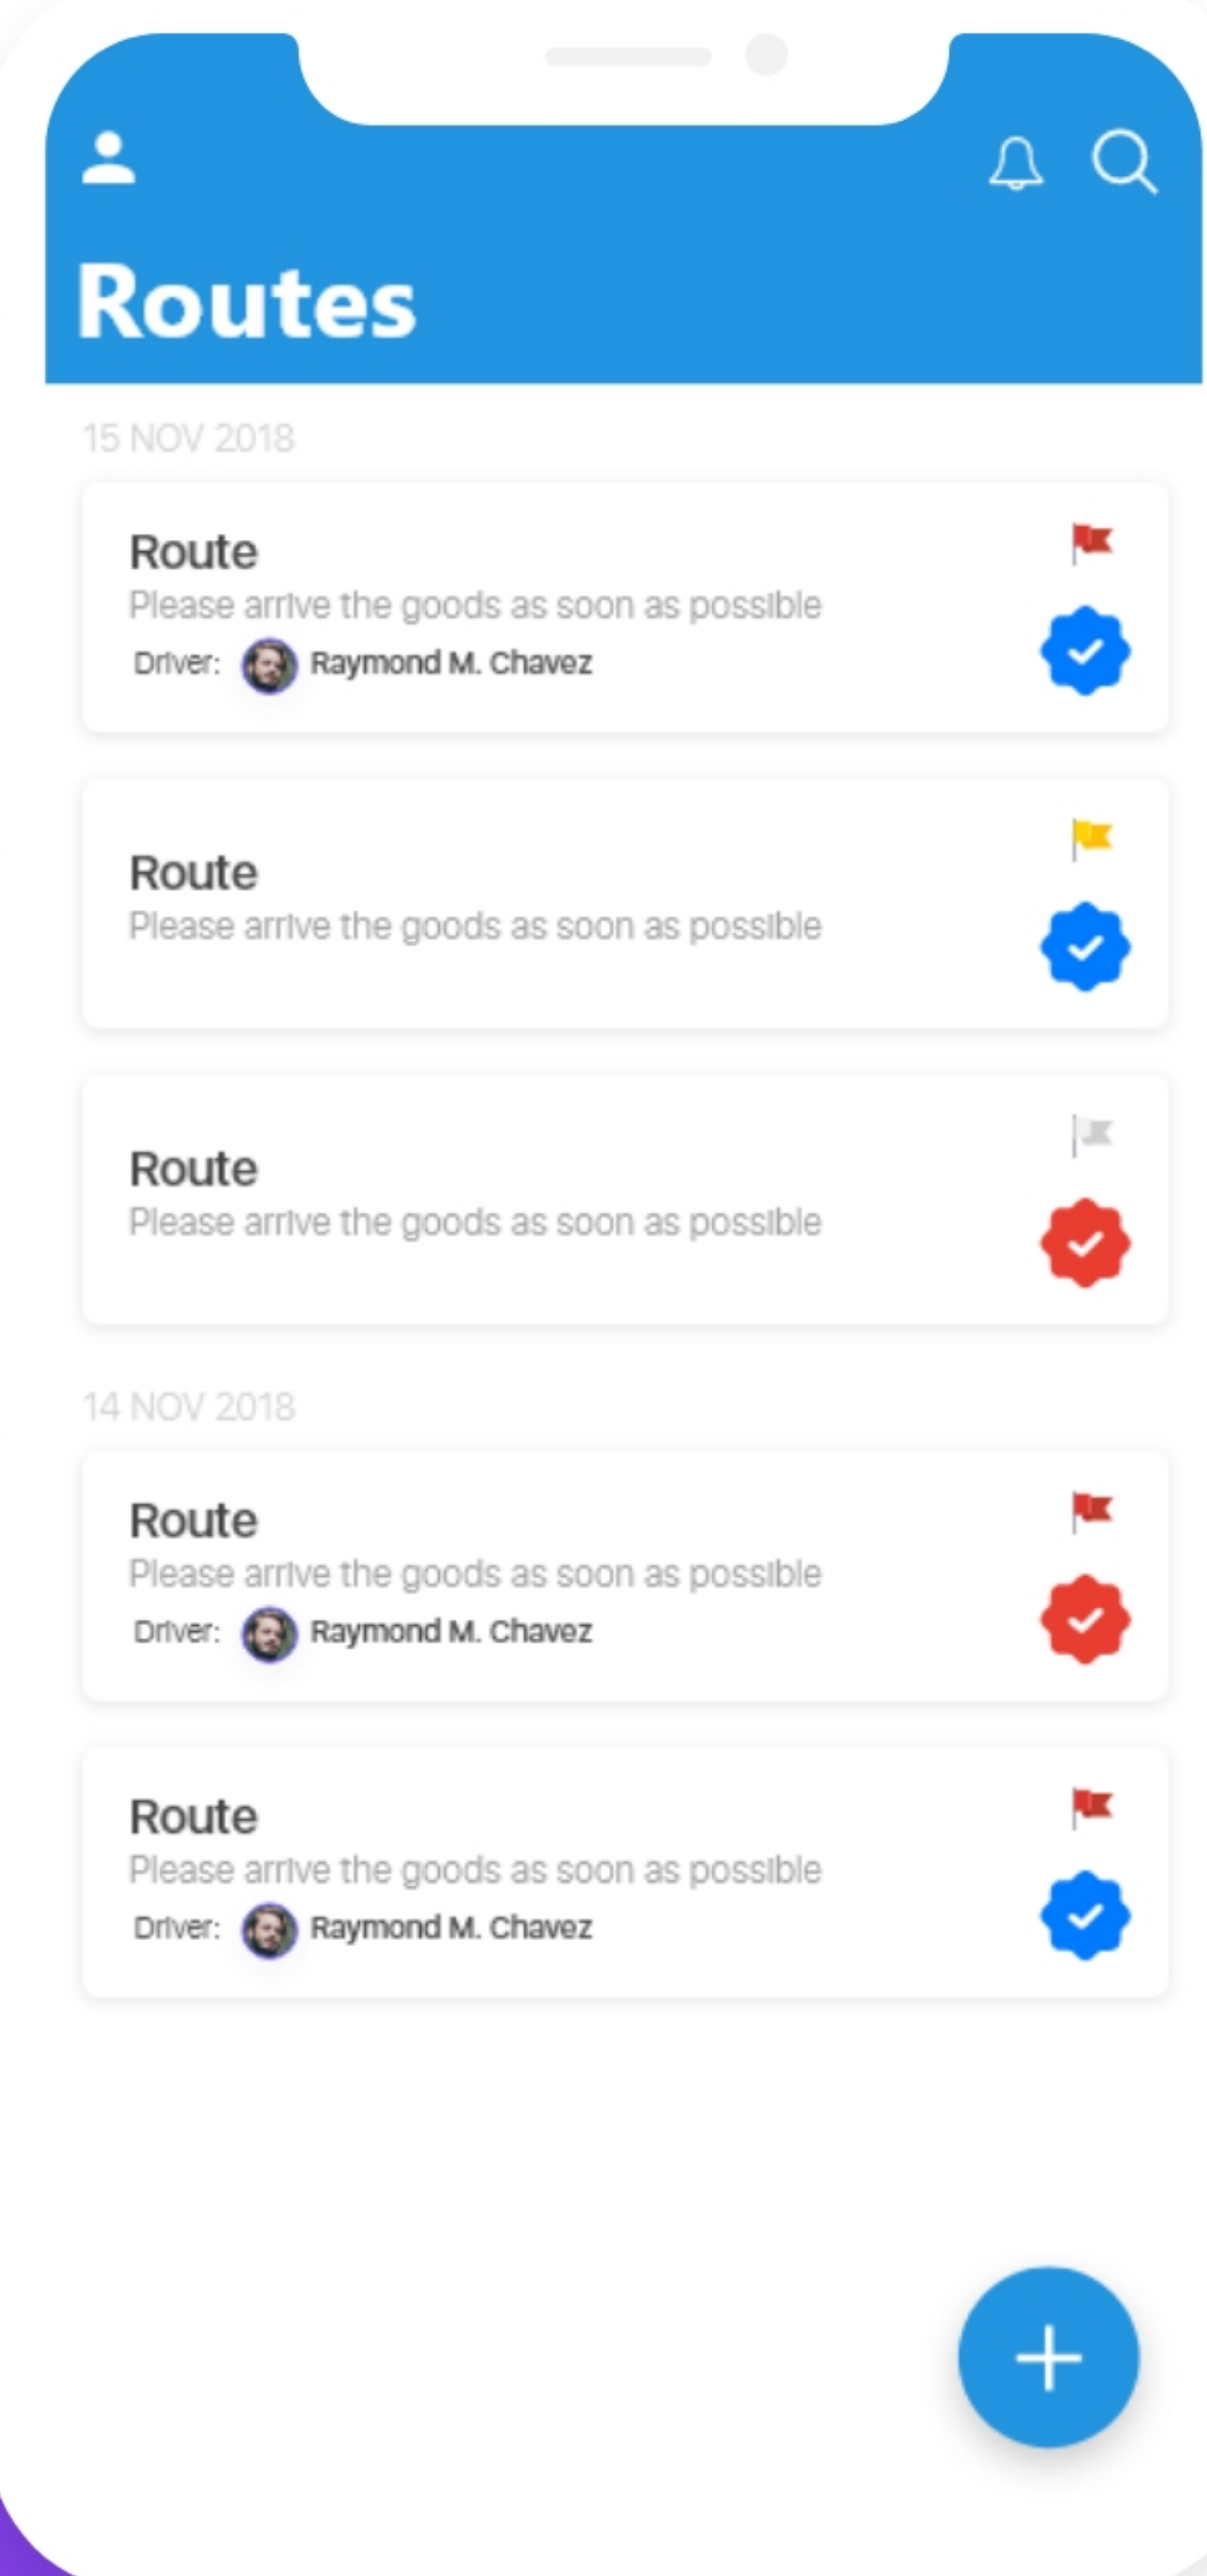 Routes
15 NOV 2018
Route
Please arrive the goods as soon as possible
Driver: Raymond M. Chavez
Route
Please arrive the goods as soon as possible
Route
Please arrive the goods as soon as possible
14 NOV 2018
Route
Please arrive the goods as soon as possible
Driver: Raymond M. Chavez
Route
Please arrive the goods as soon as possible
Driver: Raymond M. Chavez